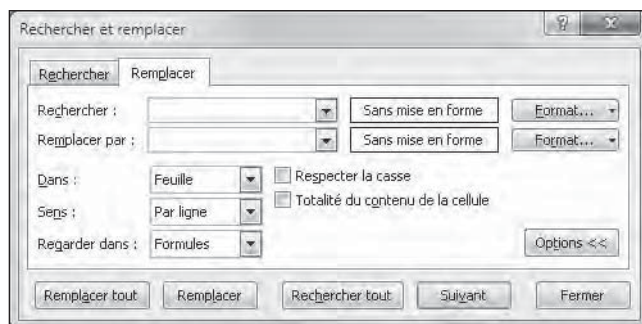 Rechercher et remplacer
Rechercher Remplacer
Rechercher : Sans mise en forme Format...
Remplacer par : Sans mise en forme Format...
Dans : Feuille Respecter la casse
Sens : Par ligne Totalité du contenu de la cellule
Regarder dans : Formules Options <<
Remplacer tout Remplacer Rechercher tout Suivant Fermer